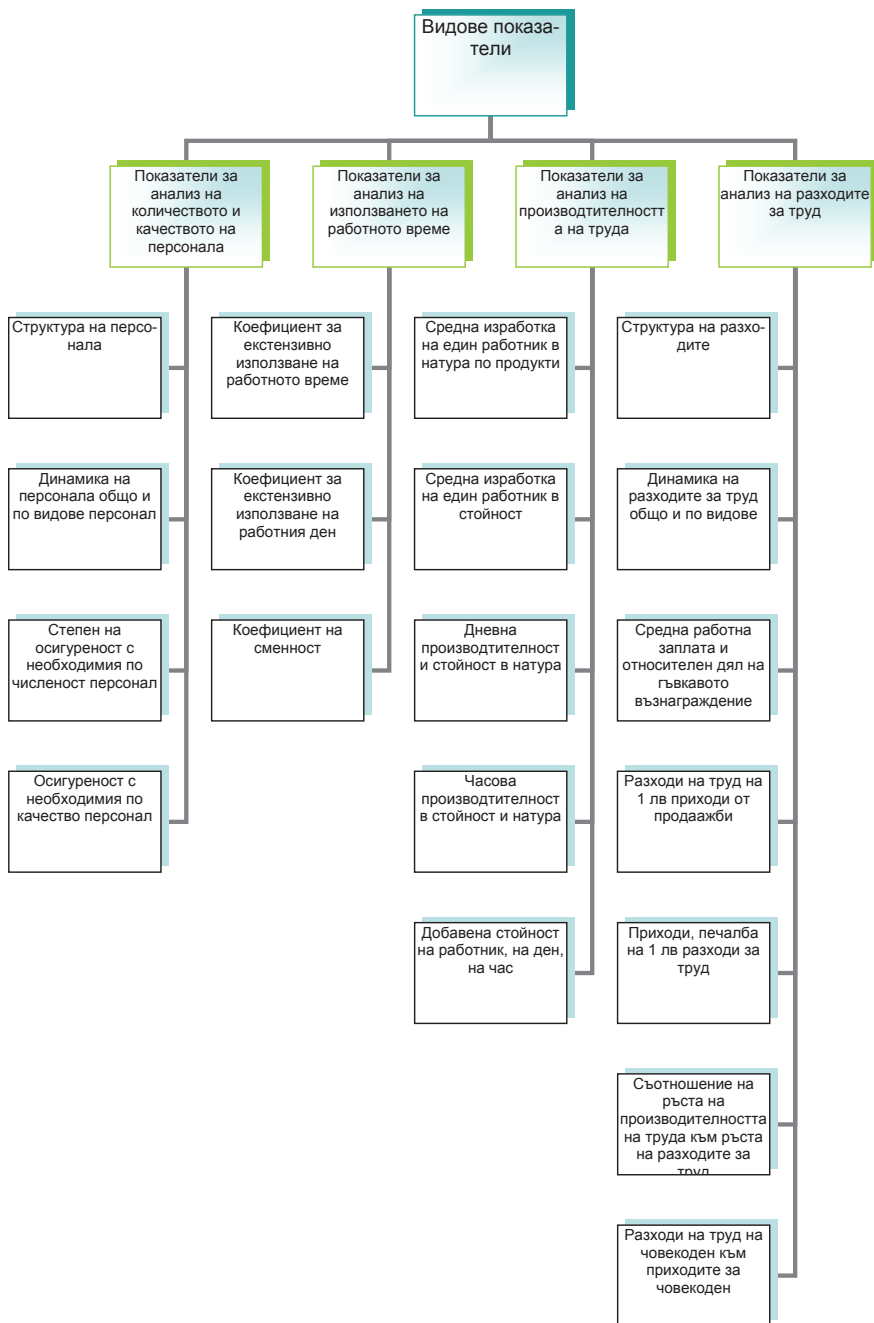 Видове показа-
тели
Показатели за
анализ на
количеството и
качеството на
персонала
Показатели за
анализ на
използването на
работното време
Показатели за
анализ на
производтителност
а на труда
Показатели за
анализ на разходите
за труд
Структура на персо-
нала
Динамика на
персонала общо и
по видове персонал
Степен на
осигуреност с
необходимия по
численост персонал
Осигуреност с
необходимия по
качество персонал
Коефициент за
екстензивно
използване на
работното време
Коефициент за
екстензивно
използване на
работния ден
Коефициент на
сменност
Средна изработка
на един работник в
натура по продукти
Средна изработка
на един работник в
стойност
Дневна
производтителност
и стойност в натура
Часова
производтителност
в стойност и натура
Добавена стойност
на работник, на ден,
на час
Структура на разхо-
дите
Динамика на
разходите за труд
общо и по видове
Средна работна
заплата и
относителен дял на
гъвкавото
възнаграждение
Разходи на труд на
1 лв приходи от
продаажби
Приходи, печалба
на 1 лв разходи за
труд
Съотношение на
ръста на
производителността
на труда към ръста
на разходите за
труд
Разходи на труд на
човекоден към
приходите за
човекоден